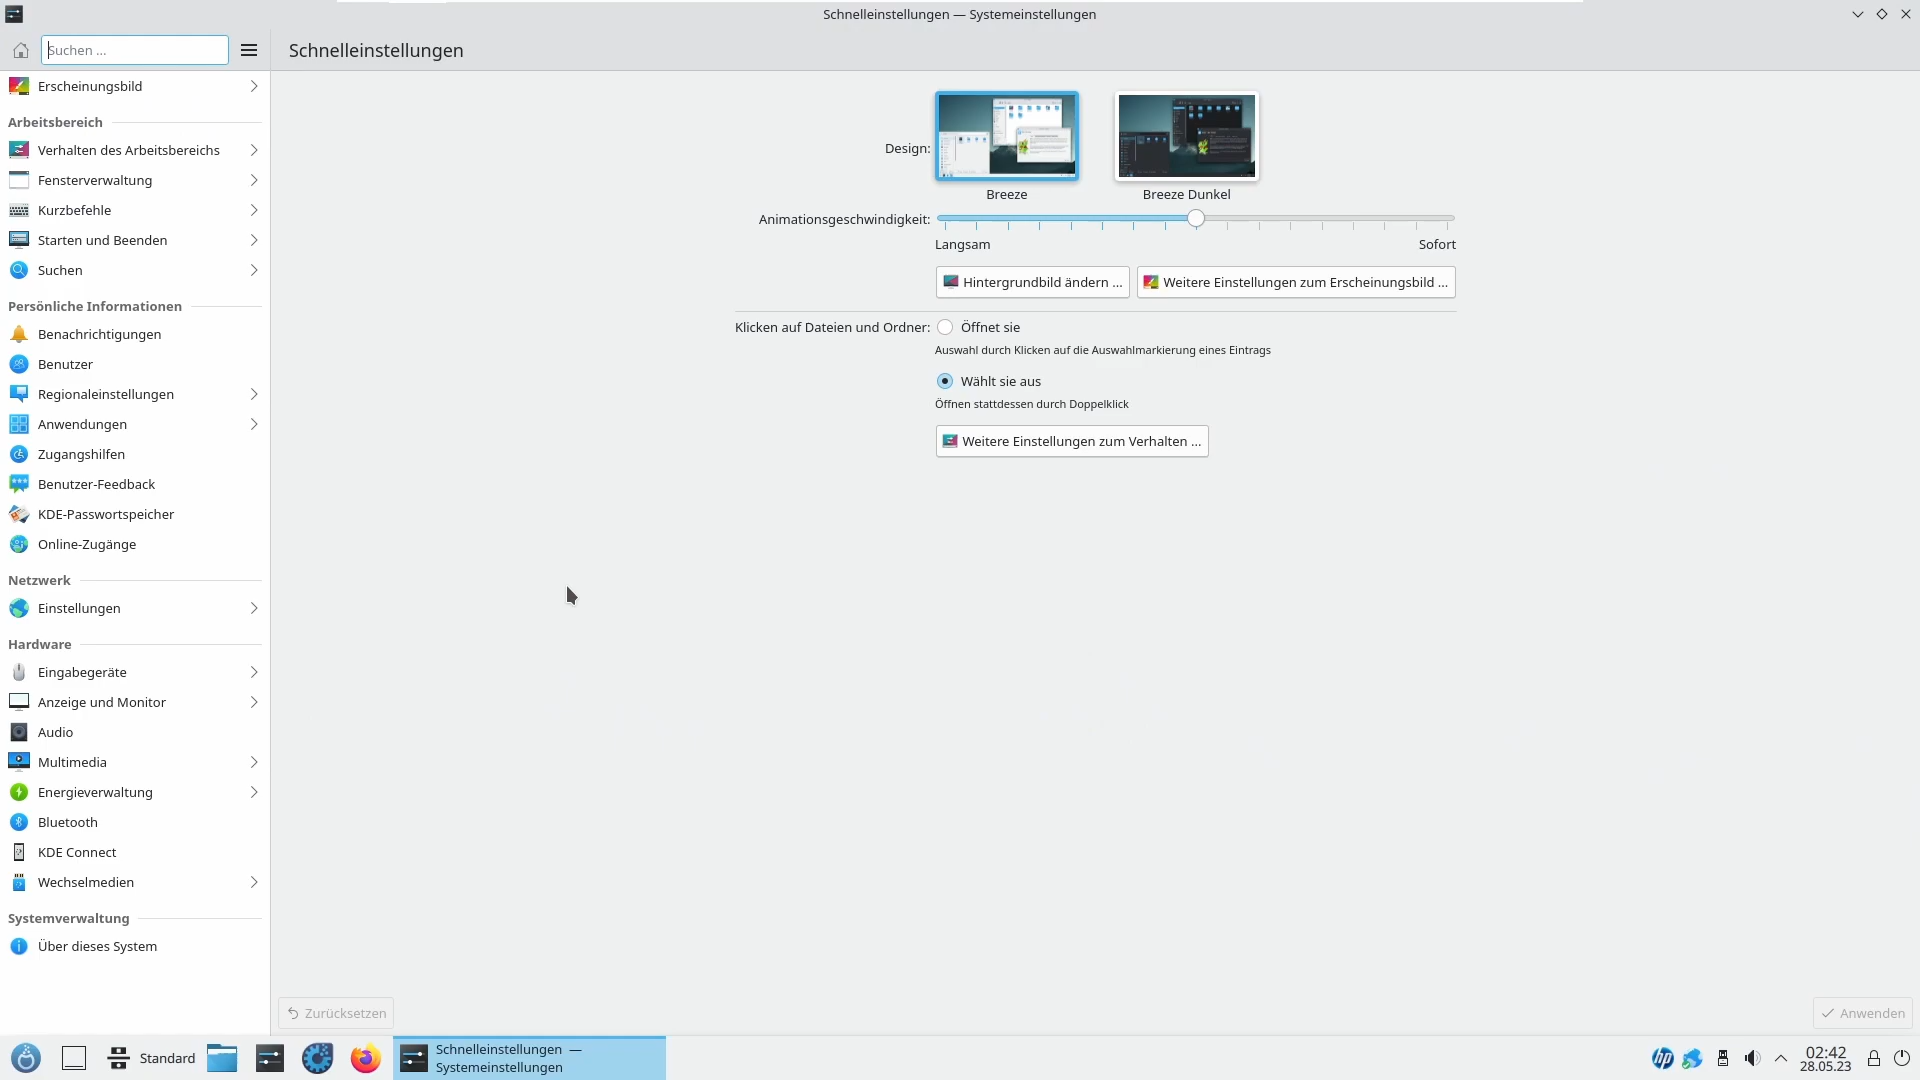 Schnelleinstellungen — Systemeinstellungen
Suchen ...
Schnelleinstellungen
Erscheinungsbild
Arbeitsbereich
Verhalten des Arbeitsbereichs
Fensterverwaltung
Kurzbefehle
Starten und Beenden
Suchen
Persönliche Informationen
Benachrichtigungen
Benutzer
Regionaleinstellungen
Anwendungen
Zugangshilfen
Benutzer-Feedback
KDE-Passwortspeicher
Online-Zugänge
Netzwerk
Einstellungen
Hardware
Eingabegeräte
Anzeige und Monitor
Audio
Multimedia
Energieverwaltung
Bluetooth
KDE Connect
Wechselmedien
Systemverwaltung
Über dieses System
Design:
Breeze
Breeze Dunkel
Animationsgeschwindigkeit:
Langsam
Sofort
Hintergrundbild ändern ...
Weitere Einstellungen zum Erscheinungsbild ...
Klicken auf Dateien und Ordner:
Öffnet sie
Auswahl durch Klicken auf die Auswahlmarkierung eines Eintrags
Wählt sie aus
Öffnen stattdessen durch Doppelklick
Weitere Einstellungen zum Verhalten ...
Zurücksetzen
Anwenden
Standard
Schnelleinstellungen —
Systemeinstellungen
hp
02:42
28.05.23